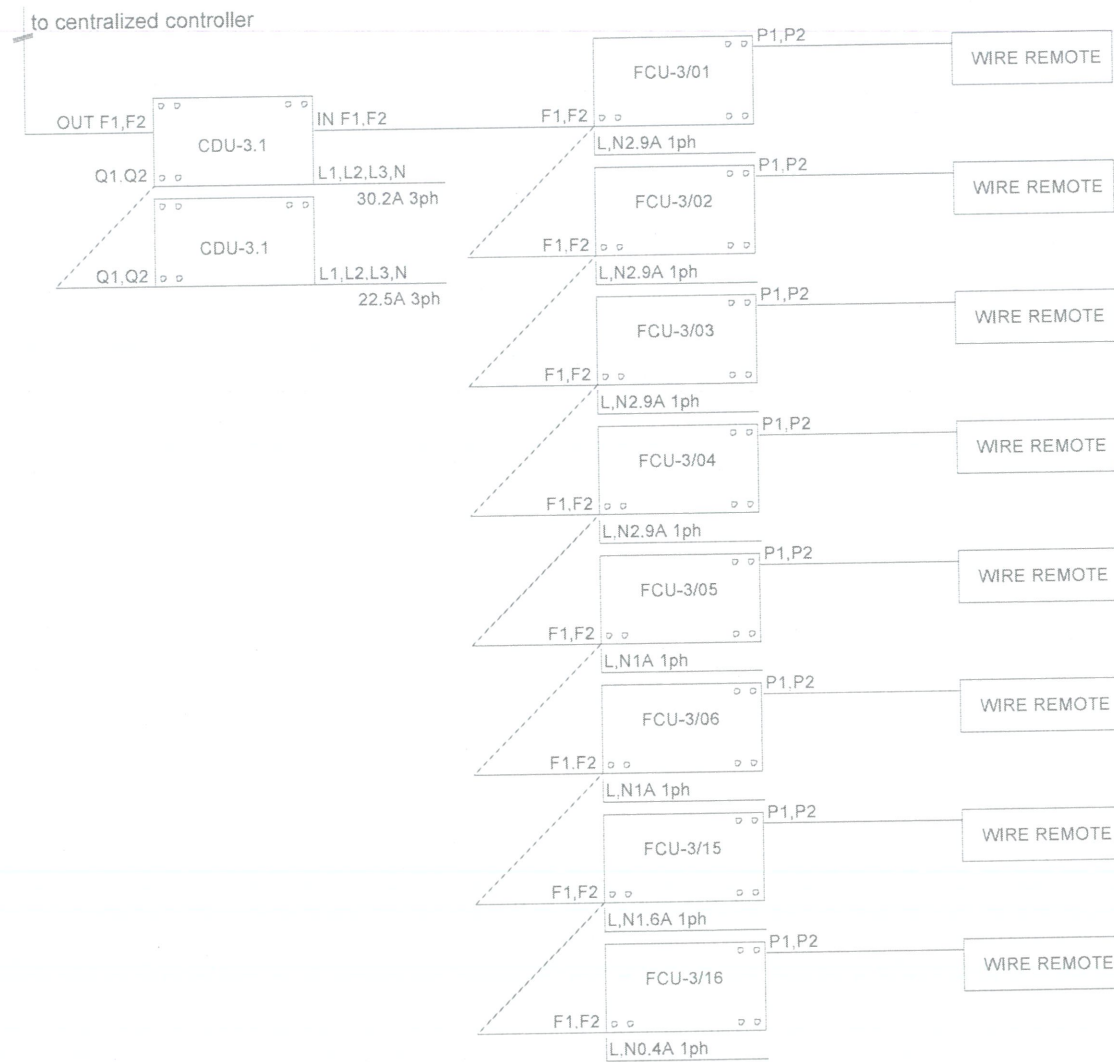 to centralized controller
OUT F1,F2
CDU-3.1
IN F1,F2
Q1.Q2
L1,L2,L3,N
30.2A 3ph
CDU-3.1
Q1,Q2
L1,L2,L3,N
22.5A 3ph
P1,P2
WIRE REMOTE
FCU-3/01
F1,F2
L,N2.9A 1ph
P1,P2
WIRE REMOTE
FCU-3/02
F1,F2
L,N2.9A 1ph
P1,P2
WIRE REMOTE
FCU-3/03
F1,F2
L,N2.9A 1ph
P1,P2
WIRE REMOTE
FCU-3/04
F1,F2
L,N2.9A 1ph
P1,P2
WIRE REMOTE
FCU-3/05
F1,F2
L,N1A 1ph
P1.P2
WIRE REMOTE
FCU-3/06
F1.F2
L,N1A 1ph
P1,P2
WIRE REMOTE
FCU-3/15
F1,F2
L,N1.6A 1ph
P1,P2
WIRE REMOTE
FCU-3/16
F1.F2
L,N0.4A 1ph